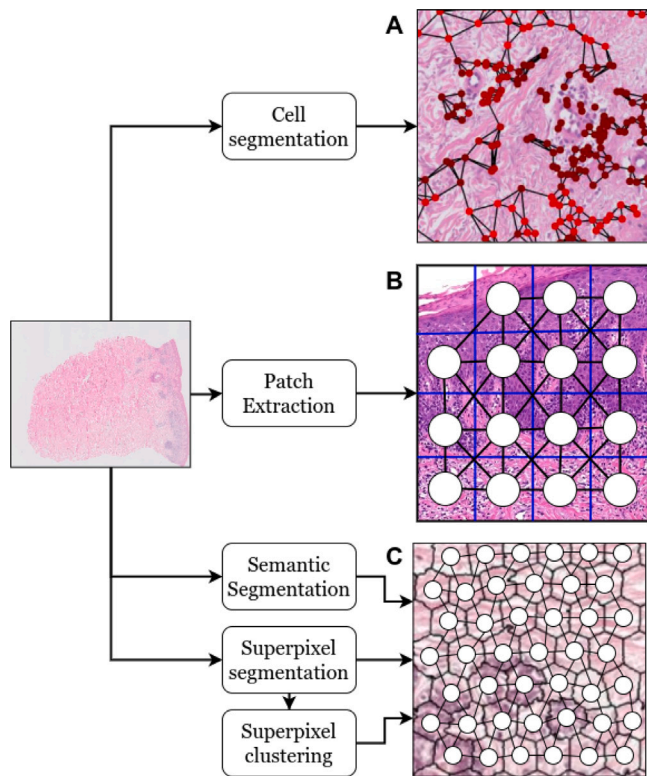 A
Cell
segmentation
B
Patch
Extraction
C
Semantic
Segmentation
Superpixel
segmentation
Superpixel
clustering